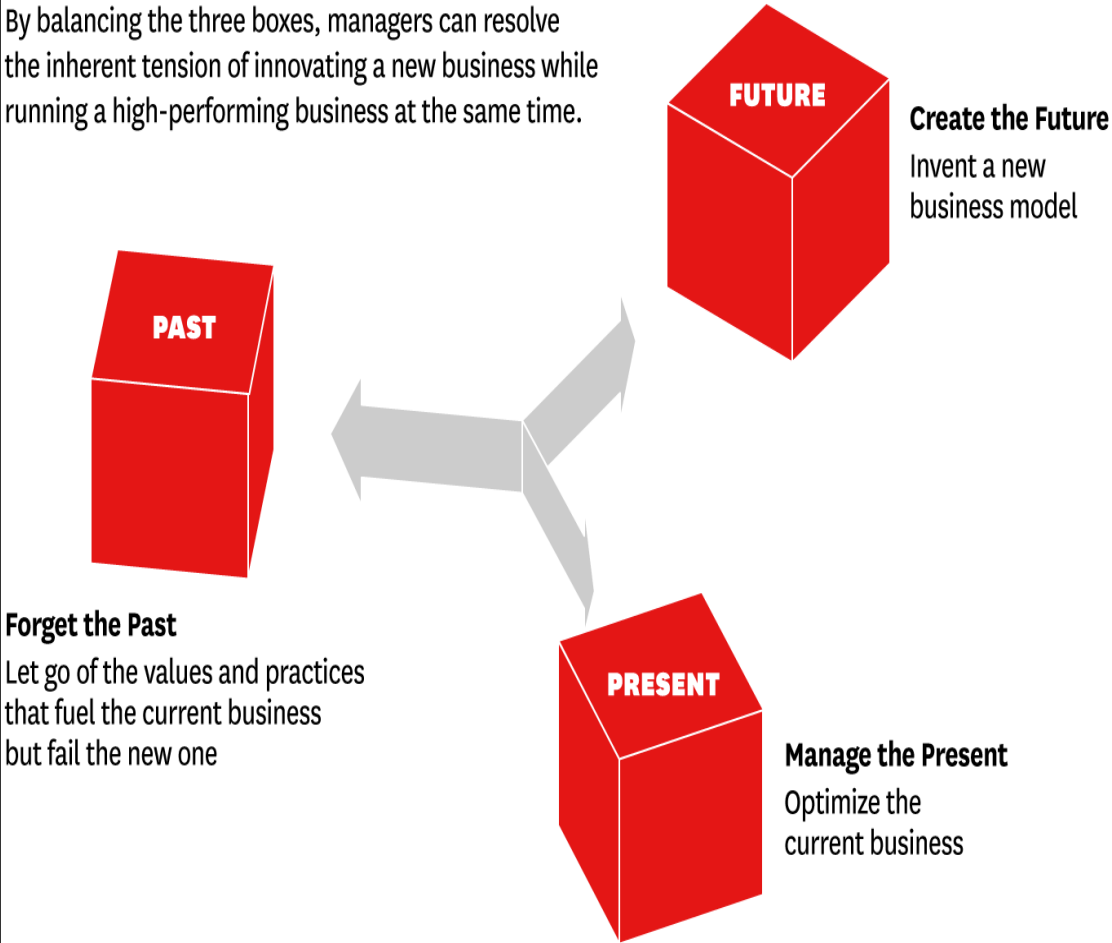 By balancing the three boxes, managers can resolve
the inherent tension of innovating a new business while
running a high-performing business at the same time.
FUTURE
Create the Future
Invent a new
business model
PAST
Forget the Past
Let go of the values and practices
that fuel the current business
but fail the new one
PRESENT
Manage the Present
Optimize the
current business